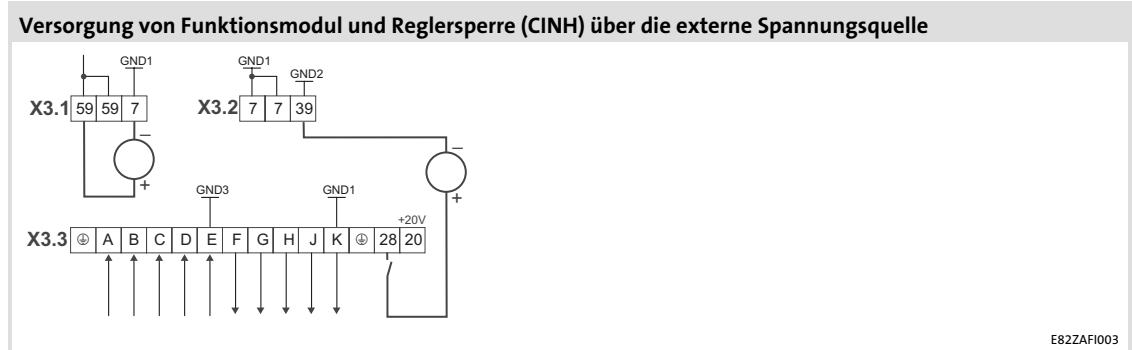 Versorgung von Funktionsmodul und Reglersperre (CINH) über die externe Spannungsquelle
GND1 GND1 GND2
X3.1 59 59 7 X3.2 7 7 39
– –
+ +
GND3 GND1 +20V
X3.3 A B C D E F G H J K 28 20
E82ZAFI003